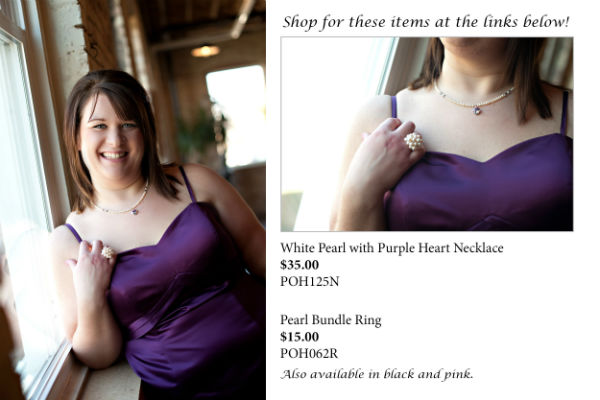 Shop for these items at the links below!
White Pearl with Purple Heart Necklace
$35.00
POH125N
Pearl Bundle Ring
$15.00
POH062R
Also available in black and pink.